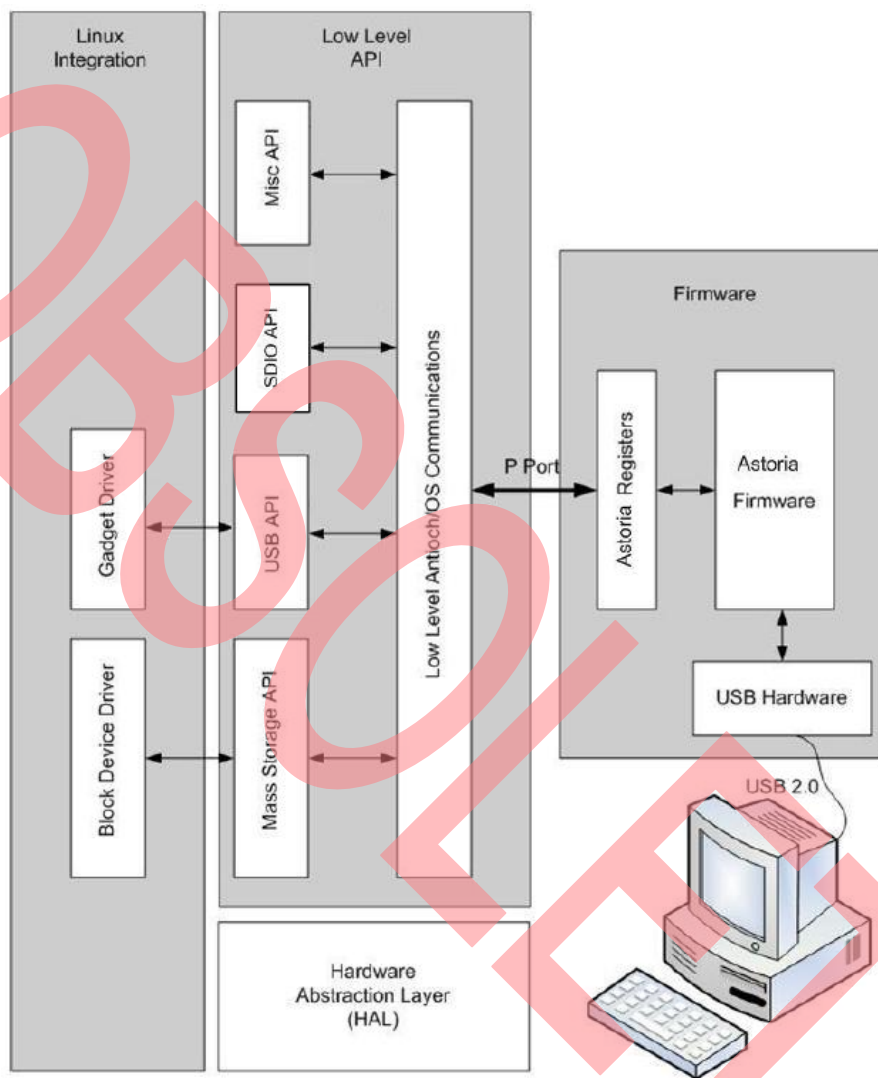 Linux
Integration
Low Level
API
Misc API
SDIO API
USB API
Mass Storage API
Low Level Antioch/OS Communications
Gadget Driver
Block Device Driver
Hardware
Abstraction Layer
(HAL)
P Port
Firmware
Astoria Registers
Astoria
Firmware
USB Hardware
USB 2.0
OBSOLE